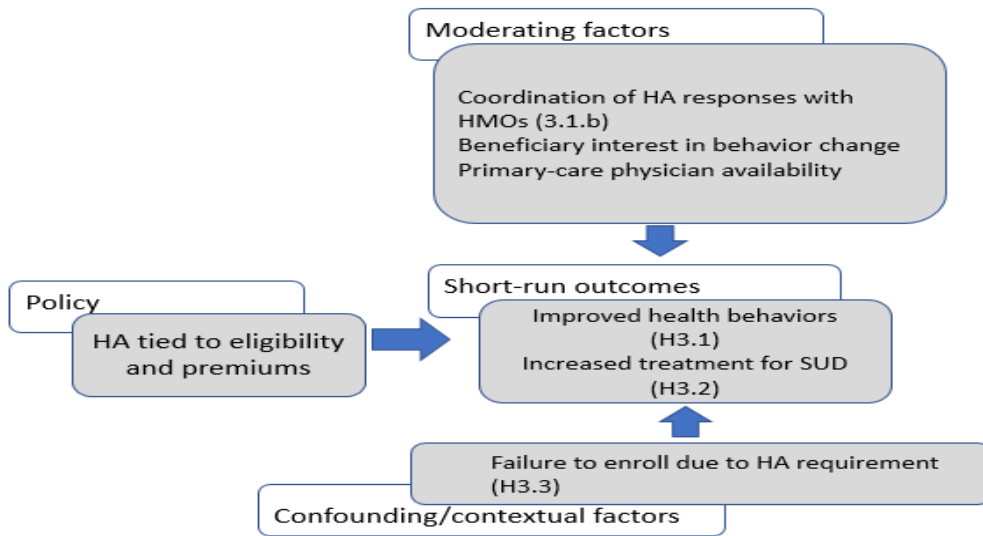 Moderating factors
Coordination of HA responses with
HMOs (3.1.b)
Beneficiary interest in behavior change
Primary-care physician availability
Policy
HA tied to eligibility
and premiums
Short-run outcomes
Improved health behaviors
(H3.1)
Increased treatment for SUD
(H3.2)
Failure to enroll due to HA requirement
(H3.3)
Confounding/contextual factors